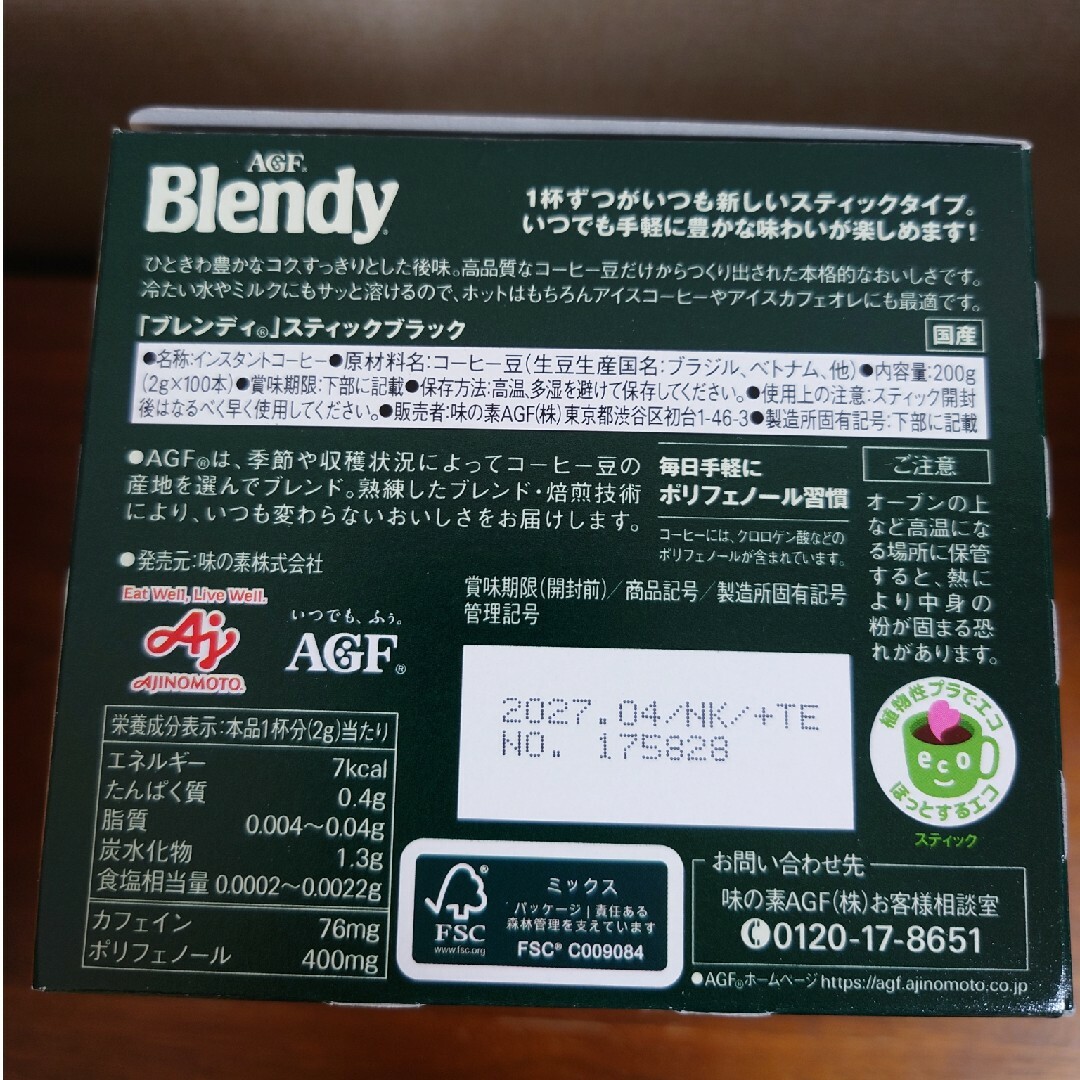 AGF®
Blendy®
1杯ずつがいつも新しいスティックタイプ。
いつでも手軽に豊かな味わいが楽しめます!
ひときわ豊かなコク、すっきりとした後味。高品質なコーヒー豆だけからつくり出された本格的なおいしさです。
冷たい水やミルクにもサッと溶けるので、ホットはもちろんアイスコーヒーやアイスカフェオレにも最適です。
「ブレンディ®」スティックブラック
国産
●名称:インスタントコーヒー●原材料名:コーヒー豆(生豆生産国名:ブラジル、ベトナム、他)●内容量:200g
(2g×100本)●賞味期限:下部に記載●保存方法:高温、多湿を避けて保存してください。●使用上の注意:スティック開封
後はなるべく早く使用してください。●販売者:味の素AGF(株)東京都渋谷区初台1-46-3●製造所固有記号:下部に記載
●AGF®は、季節や収穫状況によってコーヒー豆の
産地を選んでブレンド。熟練したブレンド・焙煎技術
により、いつも変わらないおいしさをお届けします。
毎日手軽に
ポリフェノール習慣
コーヒーには、クロロゲン酸などの
ポリフェノールが含まれています。
ご注意
オーブンの上
など高温にな
る場所に保管
すると、熱に
より中身の
粉が固まる恐
れがあります。
●発売元:味の素株式会社
Eat Well, Live Well.
Aj
AJINOMOTO.
いつでも、ふぅ。
AGF®
賞味期限(開封前)/商品記号/製造所固有記号
管理記号
2027.04/NK/+TE
NO. 175828
植物性プラでエコ
eco
ほっとするエコ
スティック
栄養成分表示:本品1杯分(2g)当たり
エネルギー 7kcal
たんぱく質 0.4g
脂質 0.004〜0.04g
炭水化物 1.3g
食塩相当量 0.0002〜0.0022g
カフェイン 76mg
ポリフェノール 400mg
FSC
www.fsc.org
ミックス
パッケージ|責任ある
森林管理を支えています
FSC® C009084
お問い合わせ先
味の素AGF(株)お客様相談室
0120-17-8651
●AGF®ホームページ https://agf.ajinomoto.co.jp